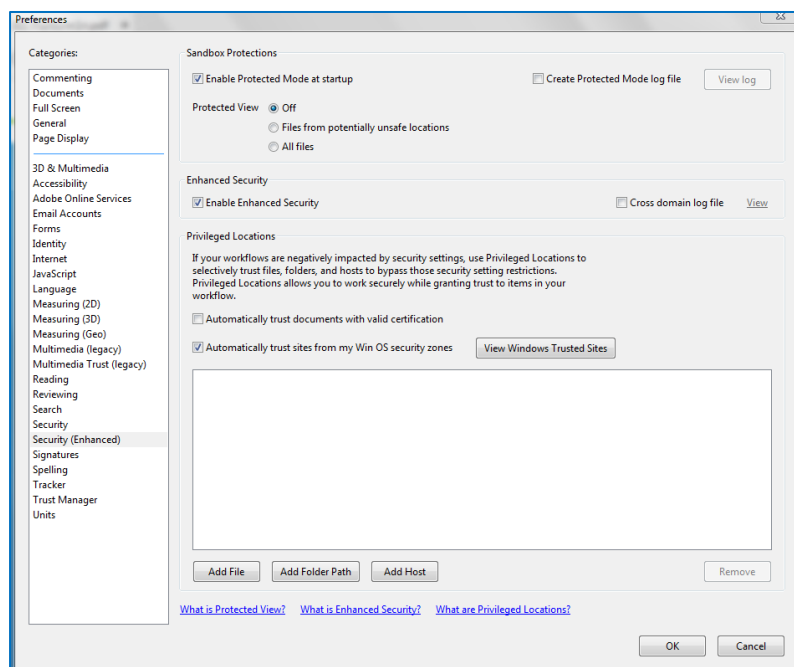 Preferences
Categories:
Commenting
Documents
Full Screen
General
Page Display
3D & Multimedia
Accessibility
Adobe Online Services
Email Accounts
Forms
Identity
Internet
JavaScript
Language
Measuring (2D)
Measuring (3D)
Measuring (Geo)
Multimedia (legacy)
Multimedia Trust (legacy)
Reading
Reviewing
Search
Security
Security (Enhanced)
Signatures
Spelling
Tracker
Trust Manager
Units
Sandbox Protections
Enable Protected Mode at startup
Create Protected Mode log file
View log
Protected View
Off
Files from potentially unsafe locations
All files
Enhanced Security
Enable Enhanced Security
Cross domain log file
View
Privileged Locations
If your workflows are negatively impacted by security settings, use Privileged Locations to
selectively trust files, folders, and hosts to bypass those security setting restrictions.
Privileged Locations allows you to work securely while granting trust to items in your
workflow.
Automatically trust documents with valid certification
Automatically trust sites from my Win OS security zones
View Windows Trusted Sites
Add File
Add Folder Path
Add Host
Remove
What is Protected View?
What is Enhanced Security?
What are Privileged Locations?
OK
Cancel